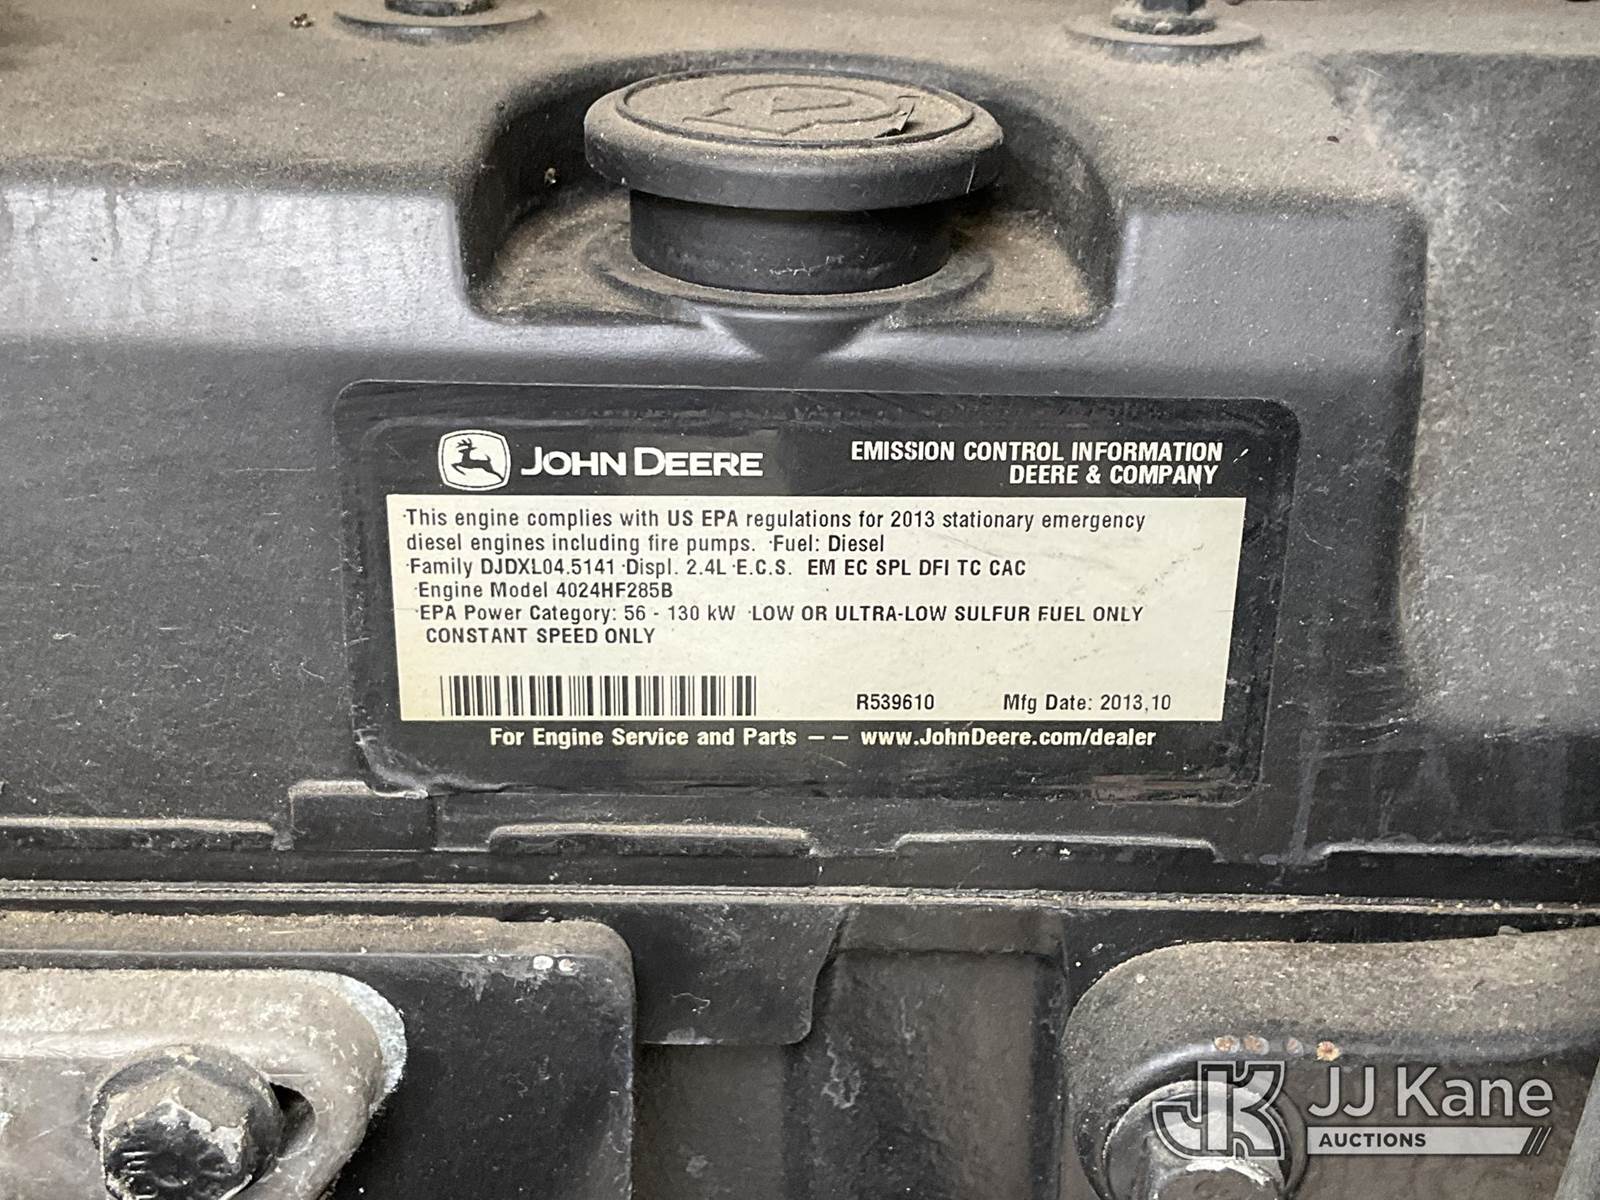 JOHN DEERE
EMISSION CONTROL INFORMATION
DEERE & COMPANY
·This engine complies with US EPA regulations for 2013 stationary emergency
diesel engines including fire pumps. ·Fuel: Diesel
·Family DJDXL04.5141 ·Displ. 2.4L ·E.C.S. EM EC SPL DFI TC CAC
·Engine Model 4024HF285B
·EPA Power Category: 56 - 130 kW ·LOW OR ULTRA-LOW SULFUR FUEL ONLY
CONSTANT SPEED ONLY
R539610 Mfg Date: 2013,10
For Engine Service and Parts -- www.JohnDeere.com/dealer
JK JJ Kane
AUCTIONS